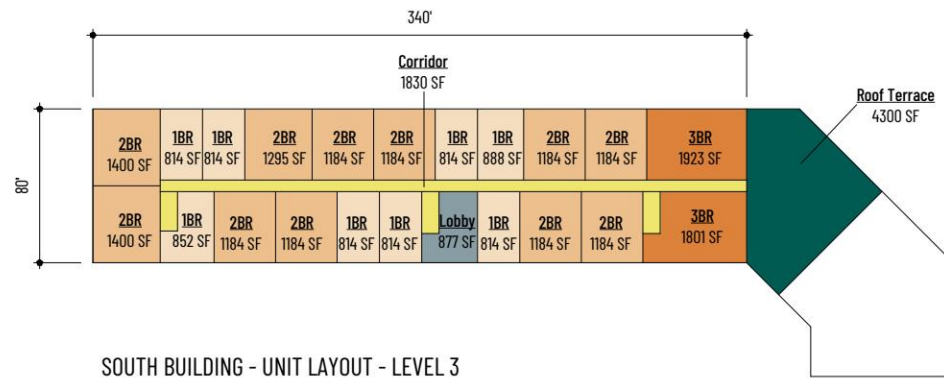 340'
Corridor
1830 SF
Roof Terrace
4300 SF
80'
2BR
1400 SF
1BR
814 SF
1BR
814 SF
2BR
1295 SF
2BR
1184 SF
2BR
1184 SF
1BR
814 SF
1BR
888 SF
2BR
1184 SF
2BR
1184 SF
3BR
1923 SF
2BR
1400 SF
1BR
852 SF
2BR
1184 SF
2BR
1184 SF
1BR
814 SF
1BR
814 SF
Lobby
877 SF
1BR
814 SF
2BR
1184 SF
2BR
1184 SF
3BR
1801 SF
SOUTH BUILDING - UNIT LAYOUT - LEVEL 3